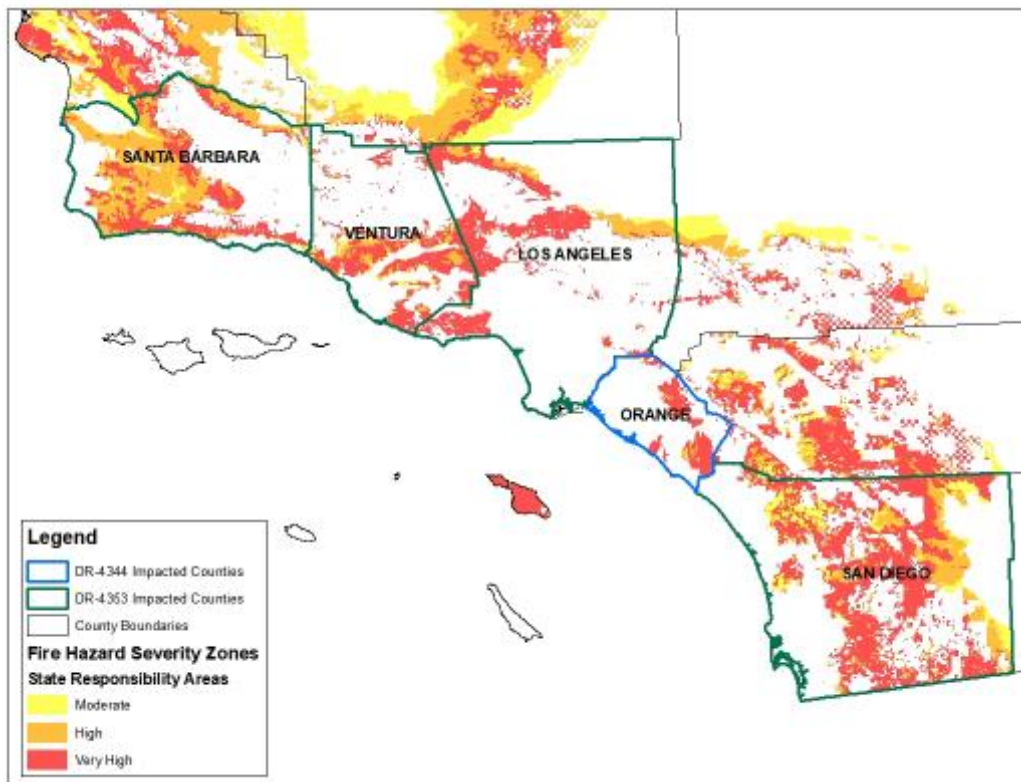 SANTA BARBARA
VENTURA
LOS ANGELES
ORANGE
SAN DIEGO
Legend
DR-4344 Impacted Counties
DR-4353 Impacted Counties
County Boundaries
Fire Hazard Severity Zones
State Responsibility Areas
Moderate
High
Very High